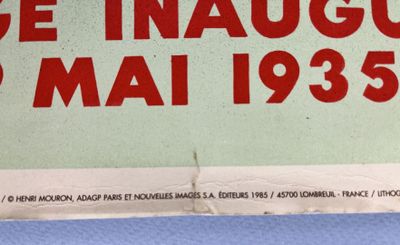 GE INAUGU
MAI 1935
/ © HENRI MOURON, ADAGP PARIS ET NOUVELLES IMAGES S.A. ÉDITEURS 1985 / 45700 LOMBREUIL - FRANCE / LITHOG